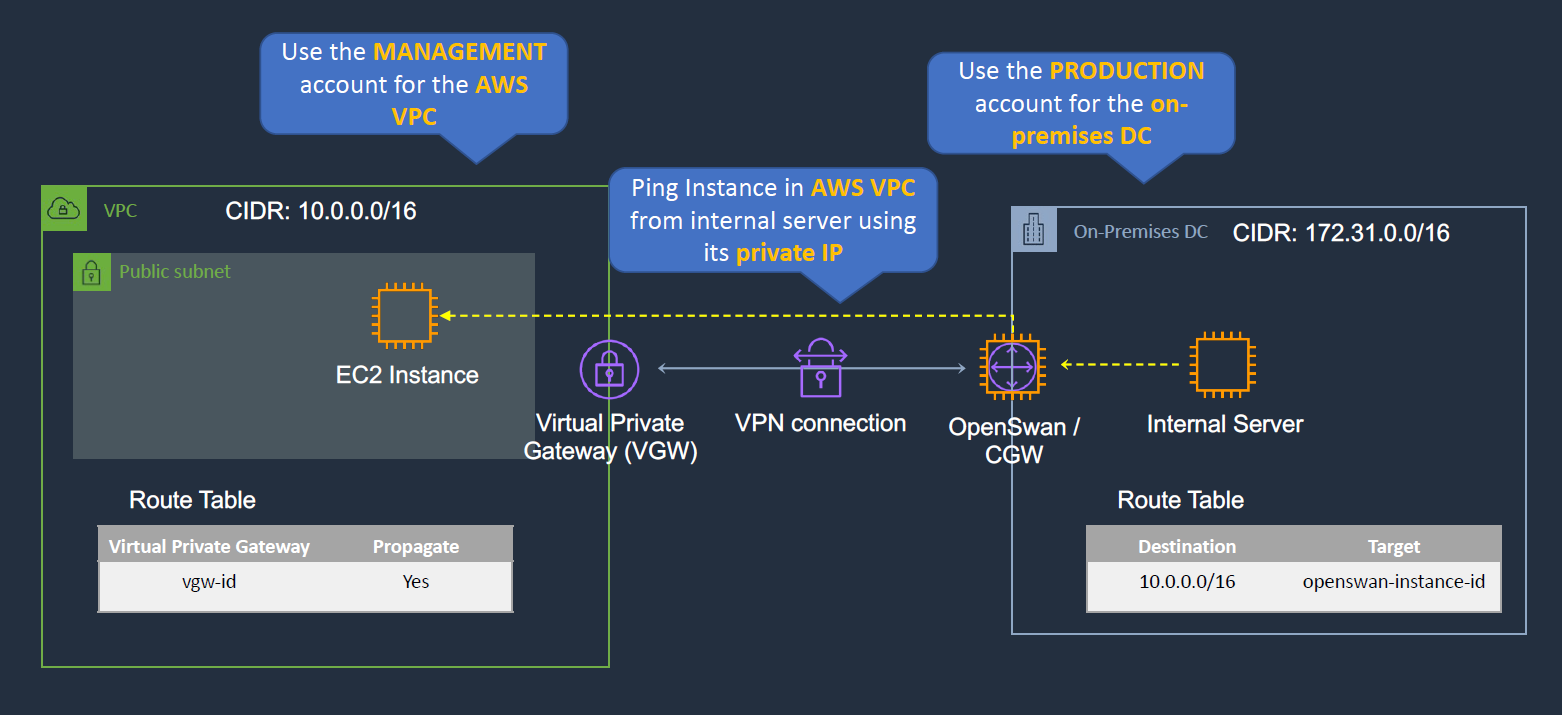 Use the MANAGEMENT
account for the AWS
VPC
Use the PRODUCTION
account for the on-
premises DC
Ping Instance in AWS VPC
from internal server using
its private IP
VPC
CIDR: 10.0.0.0/16
On-Premises DC
CIDR: 172.31.0.0/16
Public subnet
EC2 Instance
Virtual Private
Gateway (VGW)
VPN connection
OpenSwan /
CGW
Internal Server
Route Table
Virtual Private Gateway Propagate
vgw-id Yes
Route Table
Destination Target
10.0.0.0/16 openswan-instance-id